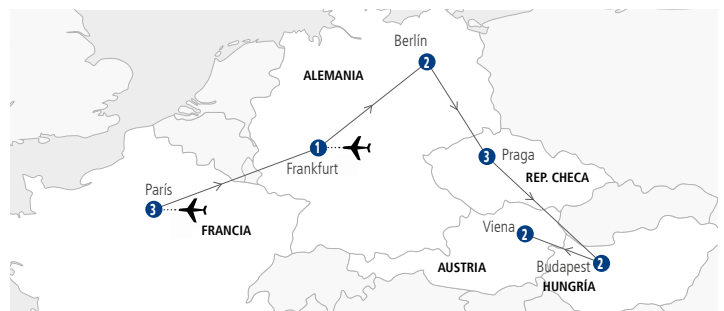 Berlín
2
ALEMANIA
1
Frankfurt
3
Praga
REP. CHECA
París
3
FRANCIA
Viena
2
AUSTRIA
Budapest
2
HUNGRÍA